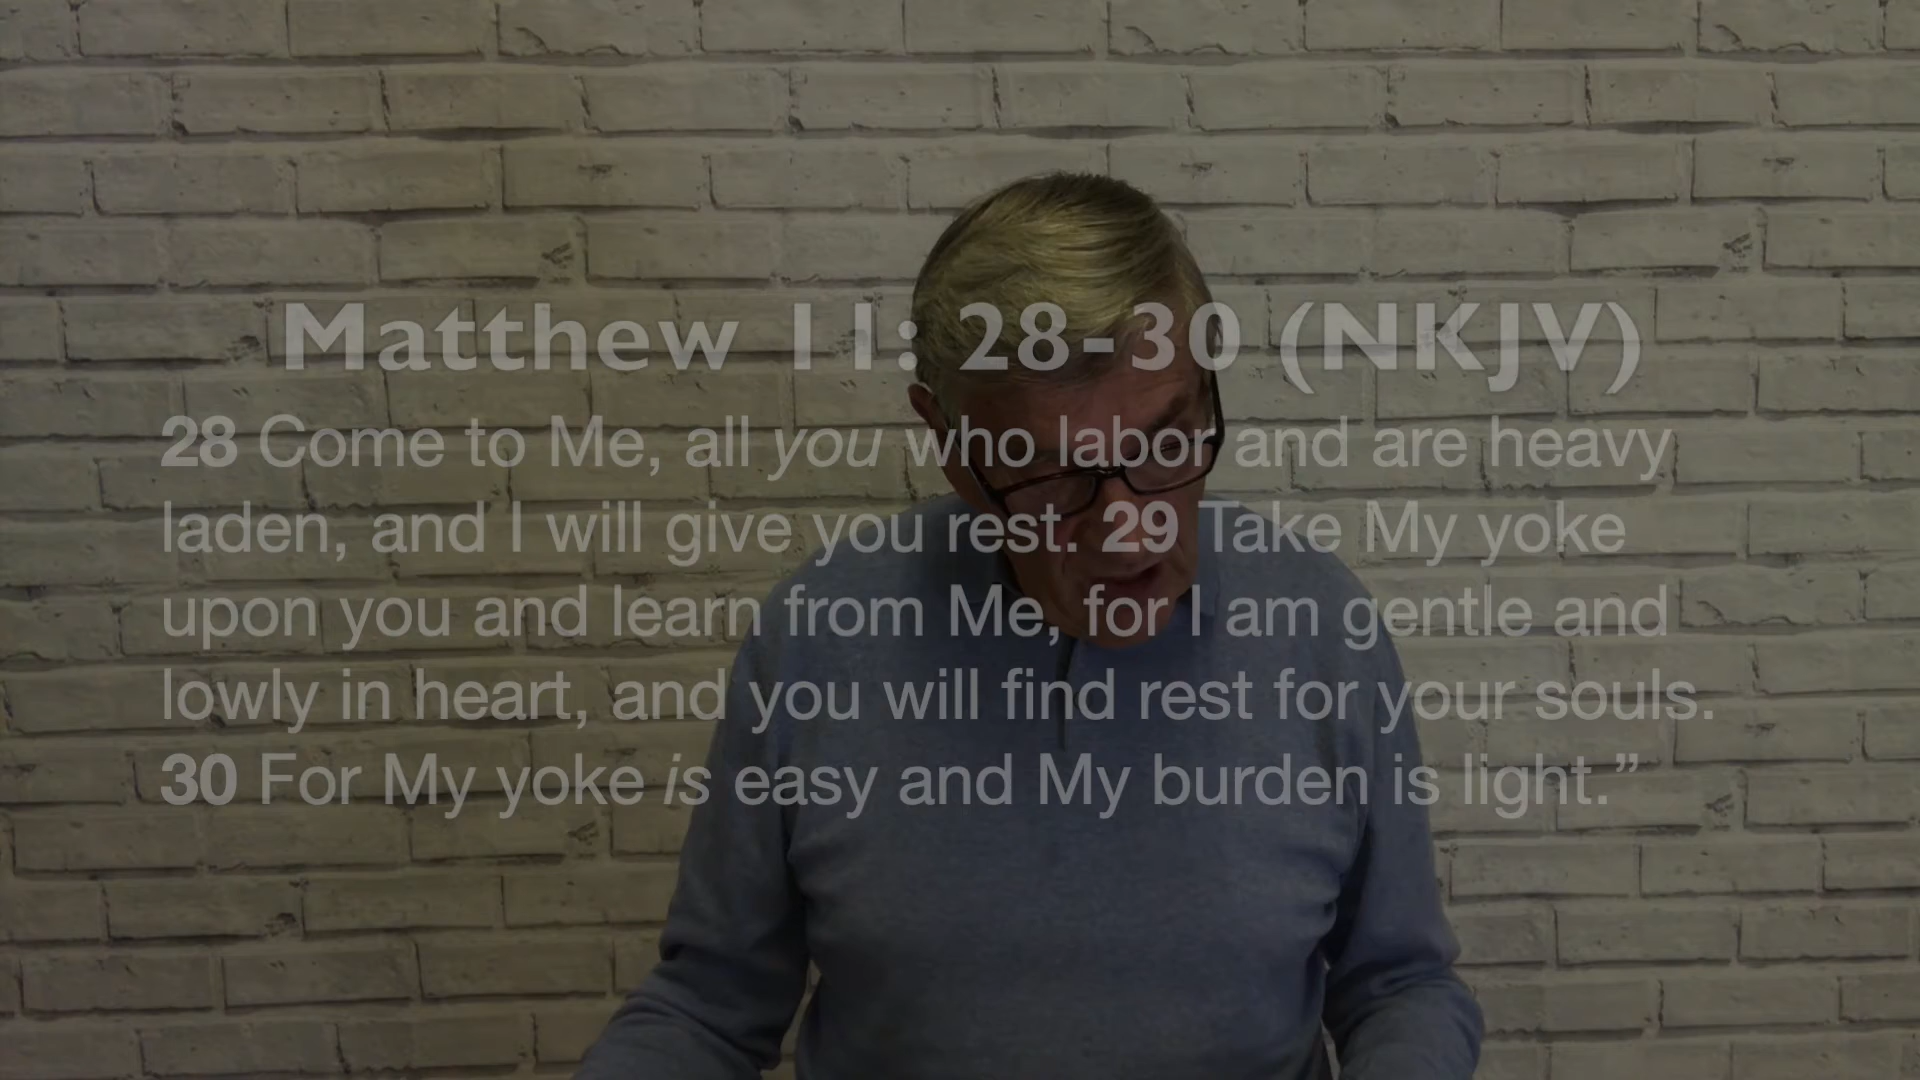 Matthew 11: 28-30 (NKJV)
28 Come to Me, all you who labor and are heavy
laden, and I will give you rest. 29 Take My yoke
upon you and learn from Me, for I am gentle and
lowly in heart, and you will find rest for your souls.
30 For My yoke is easy and My burden is light.”